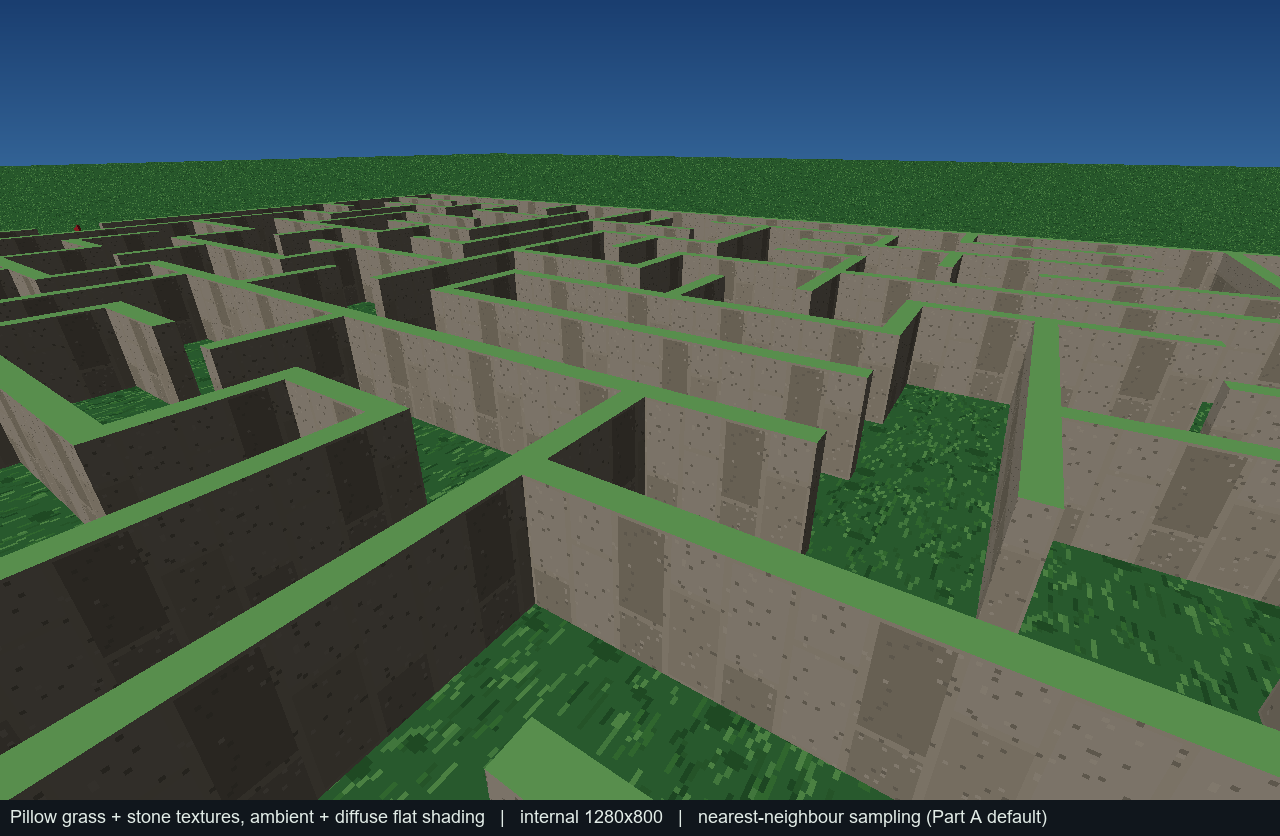 Pillow grass + stone textures, ambient + diffuse flat shading | internal 1280x800 | nearest-neighbour sampling (Part A default)